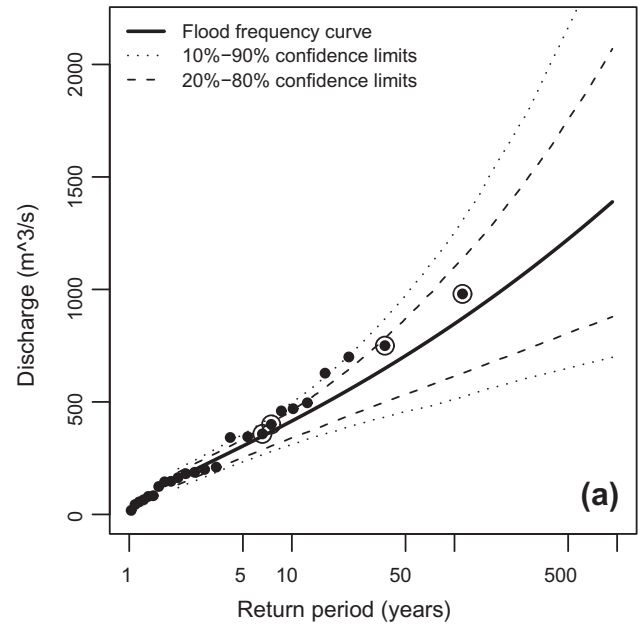 Flood frequency curve
10%−90% confidence limits
20%−80% confidence limits
2000
1500
1000
500
0
Discharge (m^3/s)
(a)
1 5 10 50 500
Return period (years)